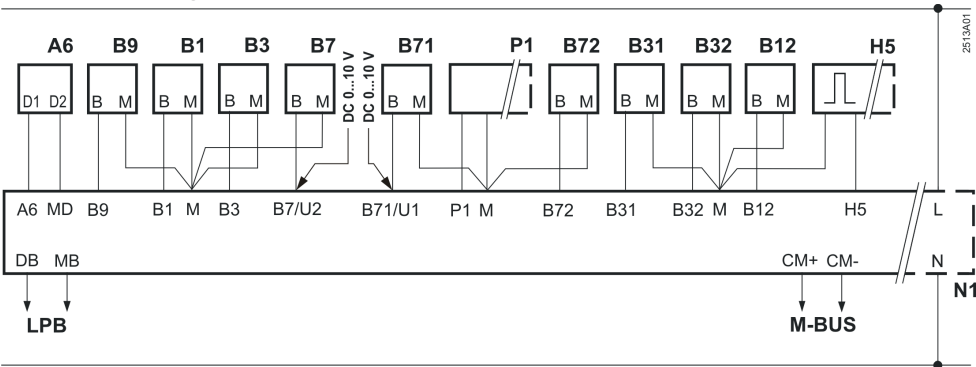 2513A01
A6 B9 B1 B3 B7 B71 P1 B72 B31 B32 B12 H5
DC 0...10 V
DC 0...10 V
D1 D2 B M B M B M B M B M B M B M B M B M
A6 MD B9 B1 M B3 B7/U2 B71/U1 P1 M B72 B31 B32 M B12 H5 L
DB MB CM+ CM- N
N1
LPB M-BUS